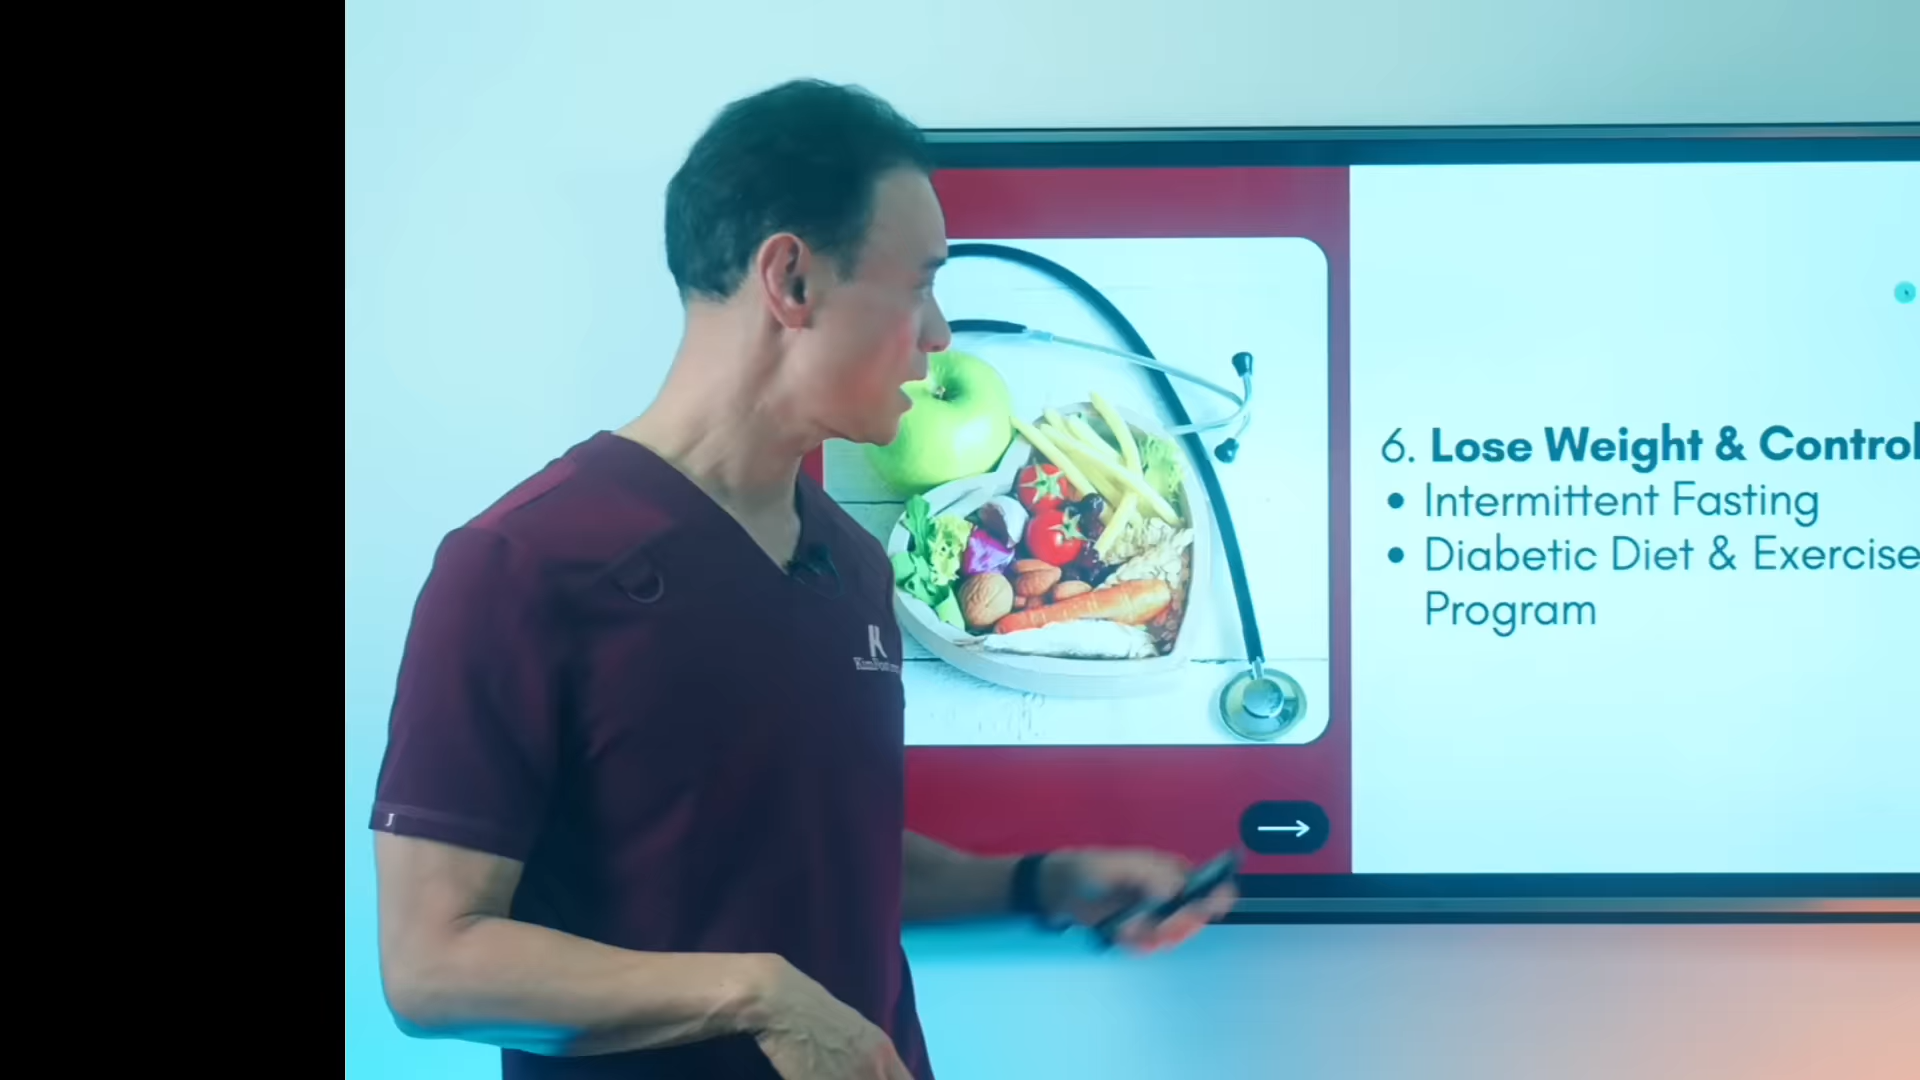 6. Lose Weight & Control
• Intermittent Fasting
• Diabetic Diet & Exercise
Program
K